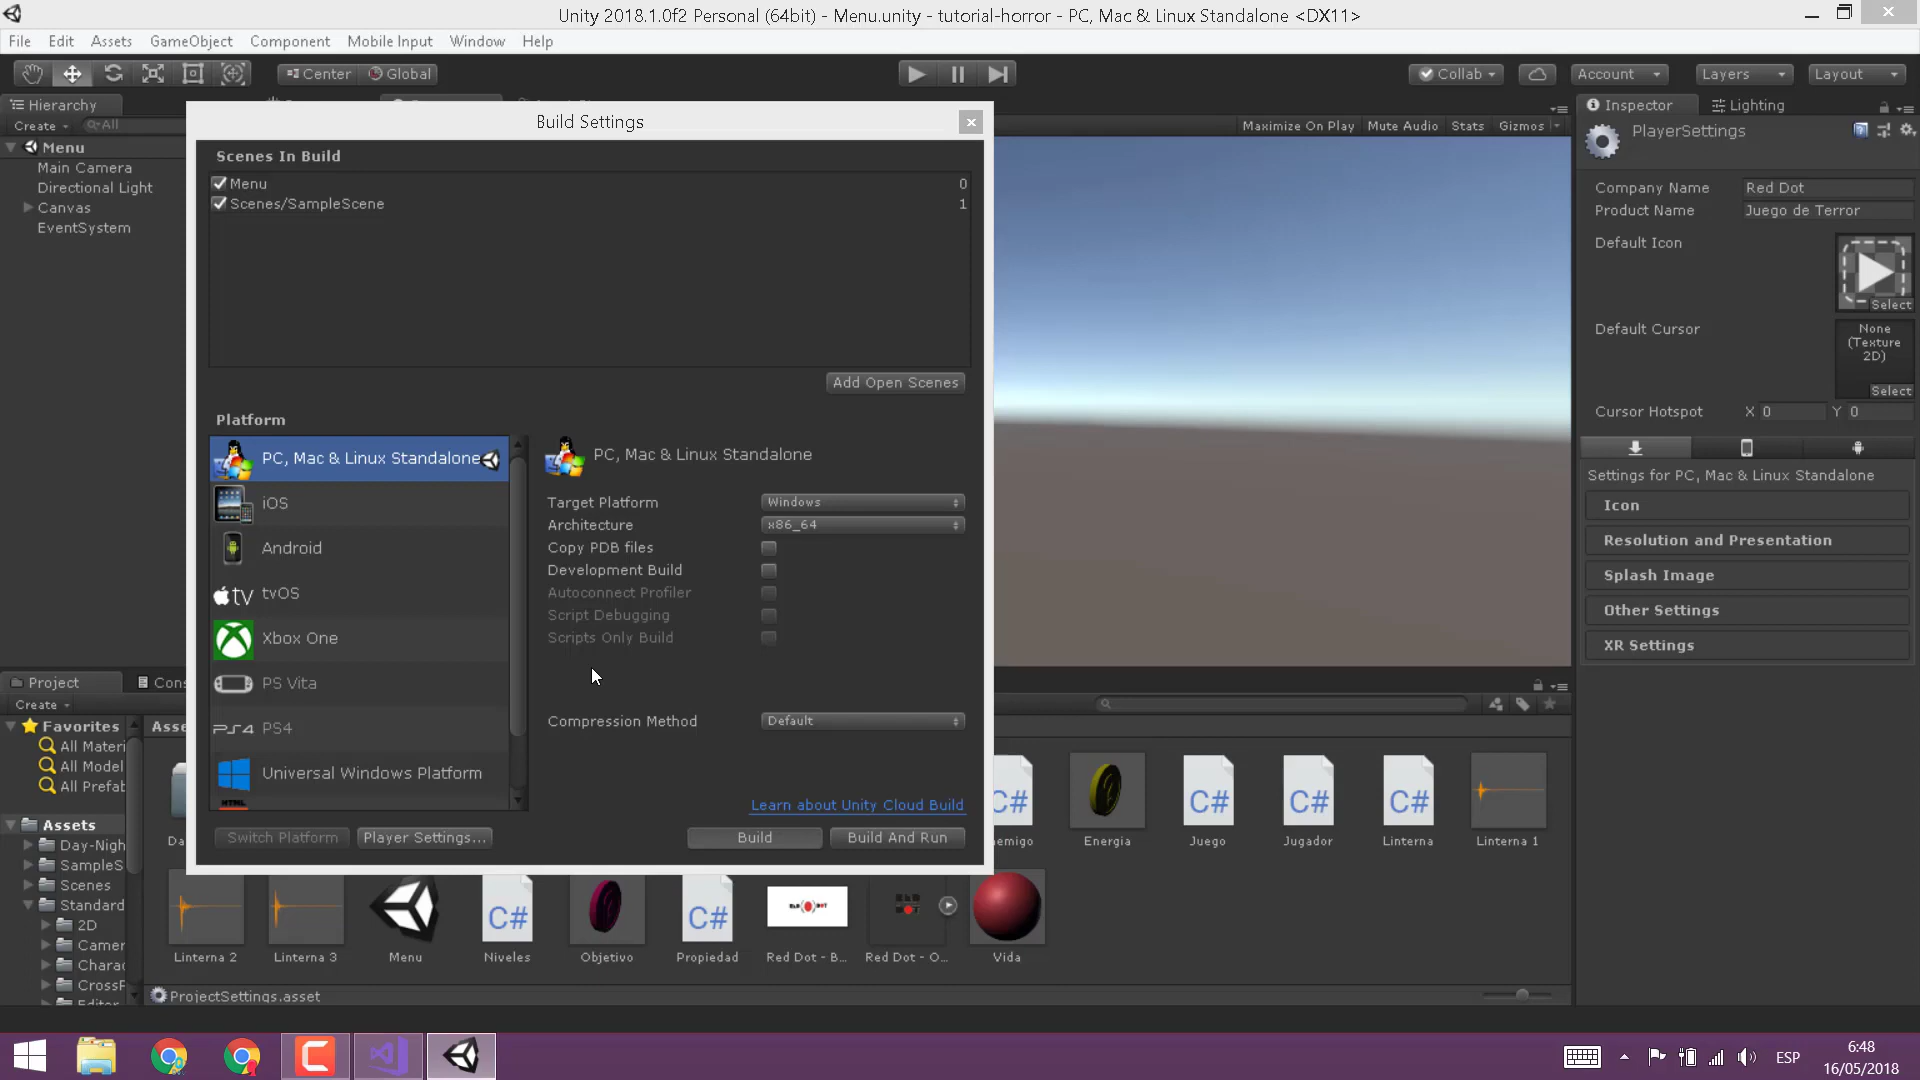 Unity 2018.1.0f2 Personal (64bit) - Menu.unity - tutorial-horror - PC, Mac & Linux Standalone <DX11>
File Edit Assets GameObject Component Mobile Input Window Help
Center Global Collab Account Layers Layout
Hierarchy
Create All
Menu
Main Camera
Directional Light
Canvas
EventSystem
Build Settings
Scenes In Build
Menu 0
Scenes/SampleScene 1
Add Open Scenes
Platform
PC, Mac & Linux Standalone
iOS
Android
tv tvOS
Xbox One
PS Vita
PS4
Universal Windows Platform
HTML
PC, Mac & Linux Standalone
Target Platform Windows
Architecture x86_64
Copy PDB files
Development Build
Autoconnect Profiler
Script Debugging
Scripts Only Build
Compression Method Default
Learn about Unity Cloud Build
Switch Platform Player Settings... Build Build And Run
Maximize On Play Mute Audio Stats Gizmos
Inspector Lighting
PlayerSettings
Company Name Red Dot
Product Name Juego de Terror
Default Icon
Select
Default Cursor
None
(Texture
2D)
Select
Cursor Hotspot X 0 Y 0
Settings for PC, Mac & Linux Standalone
Icon
Resolution and Presentation
Splash Image
Other Settings
XR Settings
Project Cons
Create
Favorites
All Materi
All Model
All Prefab
Assets
Day-Nigh
SampleS
Scenes
Standard
2D
Camer
Charac
CrossP
Editor
Asse
Da
C# C# C# C#
emigo Energia Juego Jugador Linterna Linterna 1
C# C# RED DOT
Linterna 2 Linterna 3 Menu Niveles Objetivo Propiedad Red Dot - B... Red Dot - O... Vida
ProjectSettings.asset
ESP
6:48
16/05/2018